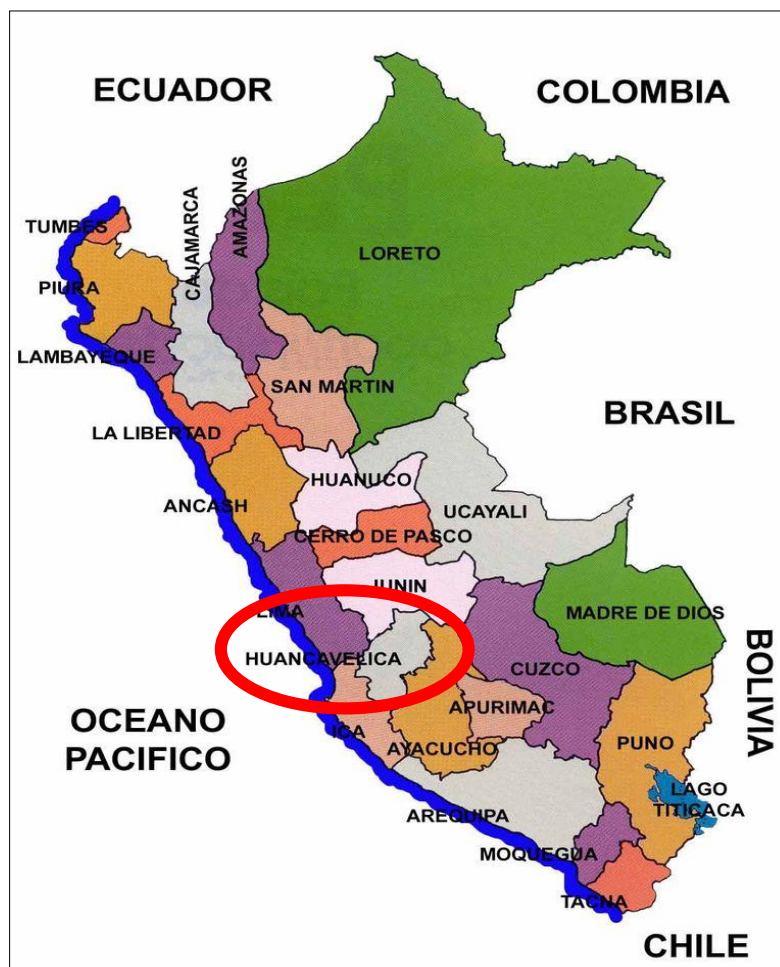 ECUADOR
COLOMBIA
TUMBES
CAJAMARCA
AMAZONAS
LORETO
PIURA
LAMBAYEQUE
SAN MARTIN
BRASIL
LA LIBERTAD
HUANUCO
ANCASH
UCAYALI
CERRO DE PASCO
JUNIN
LIMA
MADRE DE DIOS
HUANCAVELICA
CUZCO
BOLIVIA
OCEANO
PACIFICO
APURIMAC
ICA
AYACUCHO
PUNO
LAGO
TITICACA
AREQUIPA
MOQUEGUA
TACNA
CHILE